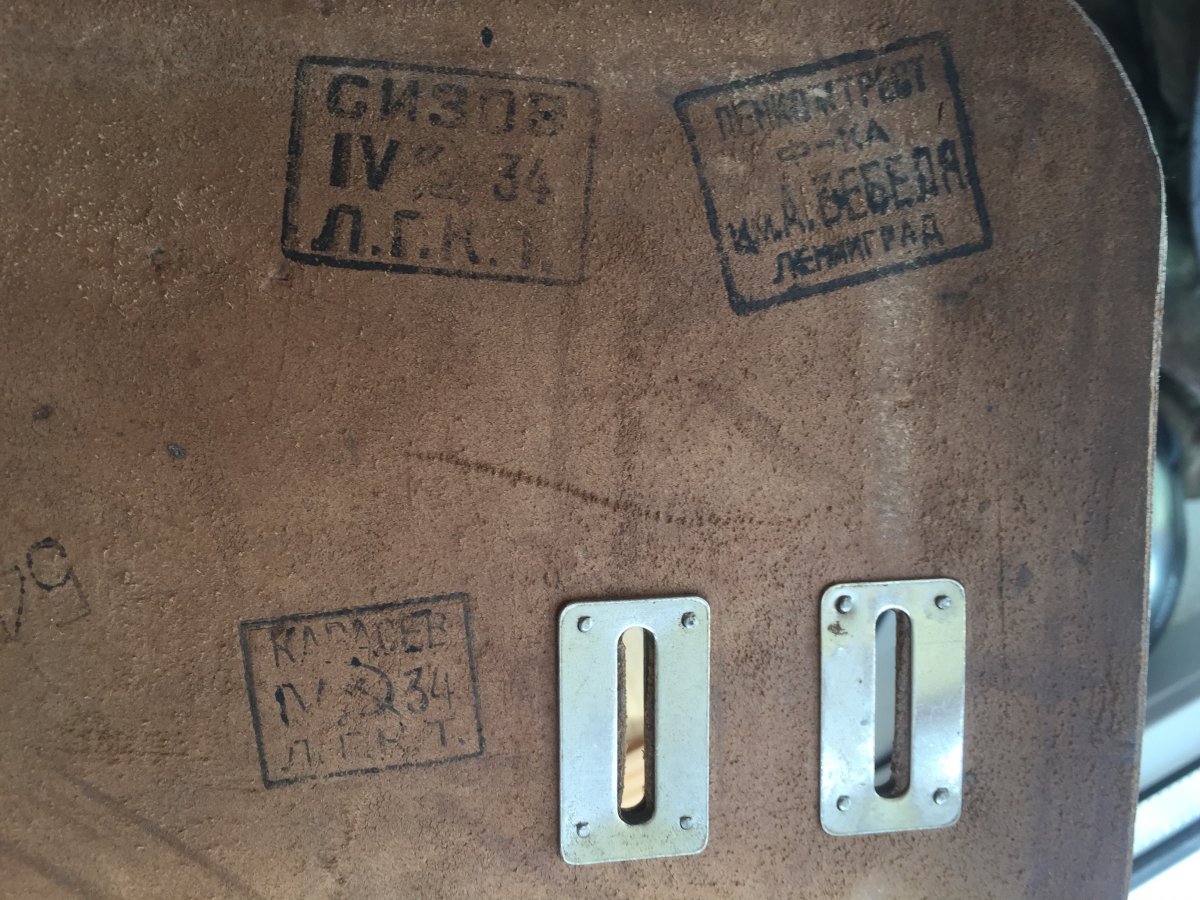 СИЗОВ
IV 34
Л.Г.К.Т.
ЛЕНКОЖТРЕСТ
Ф-КА
ИМ.А.БЕБЕЛЯ
ЛЕНИНГРАД
КАРАСЕВ
IV 34
Л.Г.К.Т.